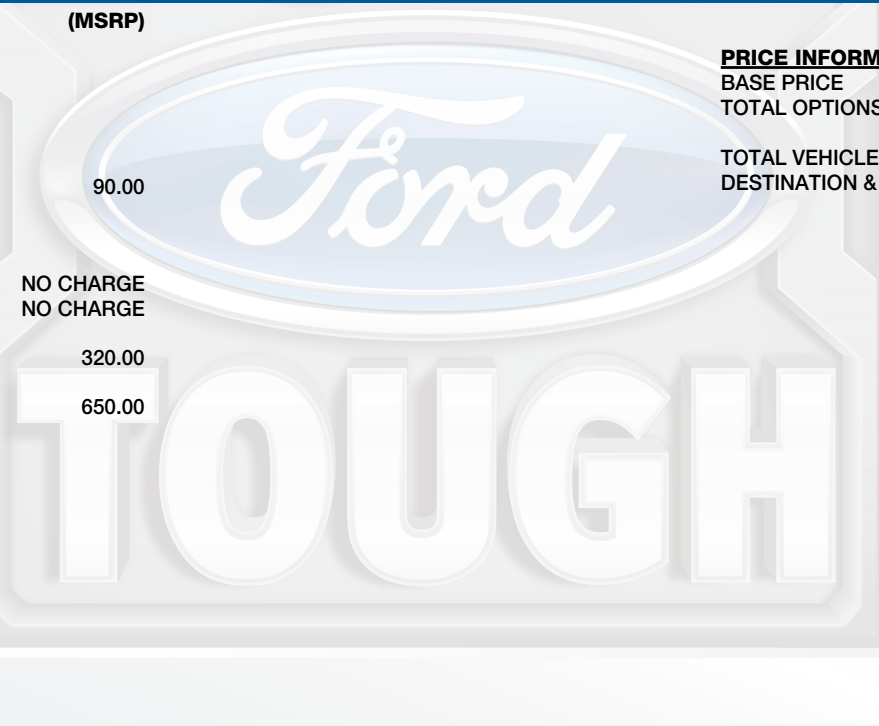 (MSRP)
PRICE INFORM
BASE PRICE
TOTAL OPTIONS
TOTAL VEHICLE
DESTINATION &
90.00
NO CHARGE
NO CHARGE
320.00
650.00
Ford
TOUGH